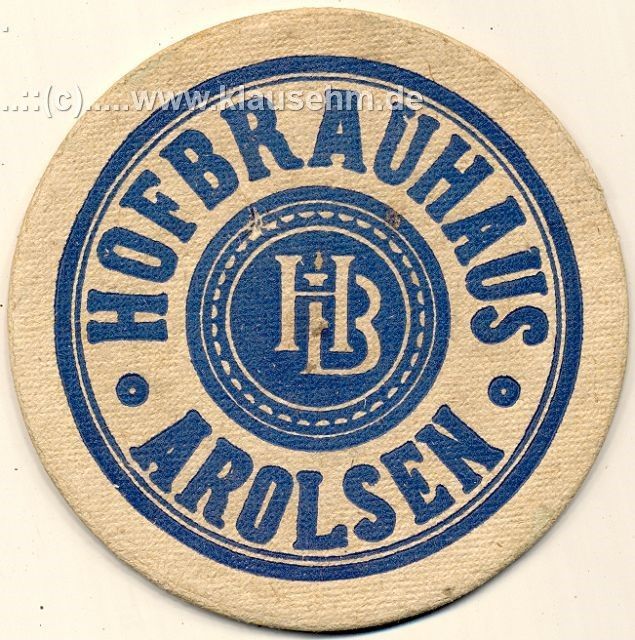 ..::(c).....www.klausehm.de
HOFBRAUHAUS
HB
• AROLSEN •